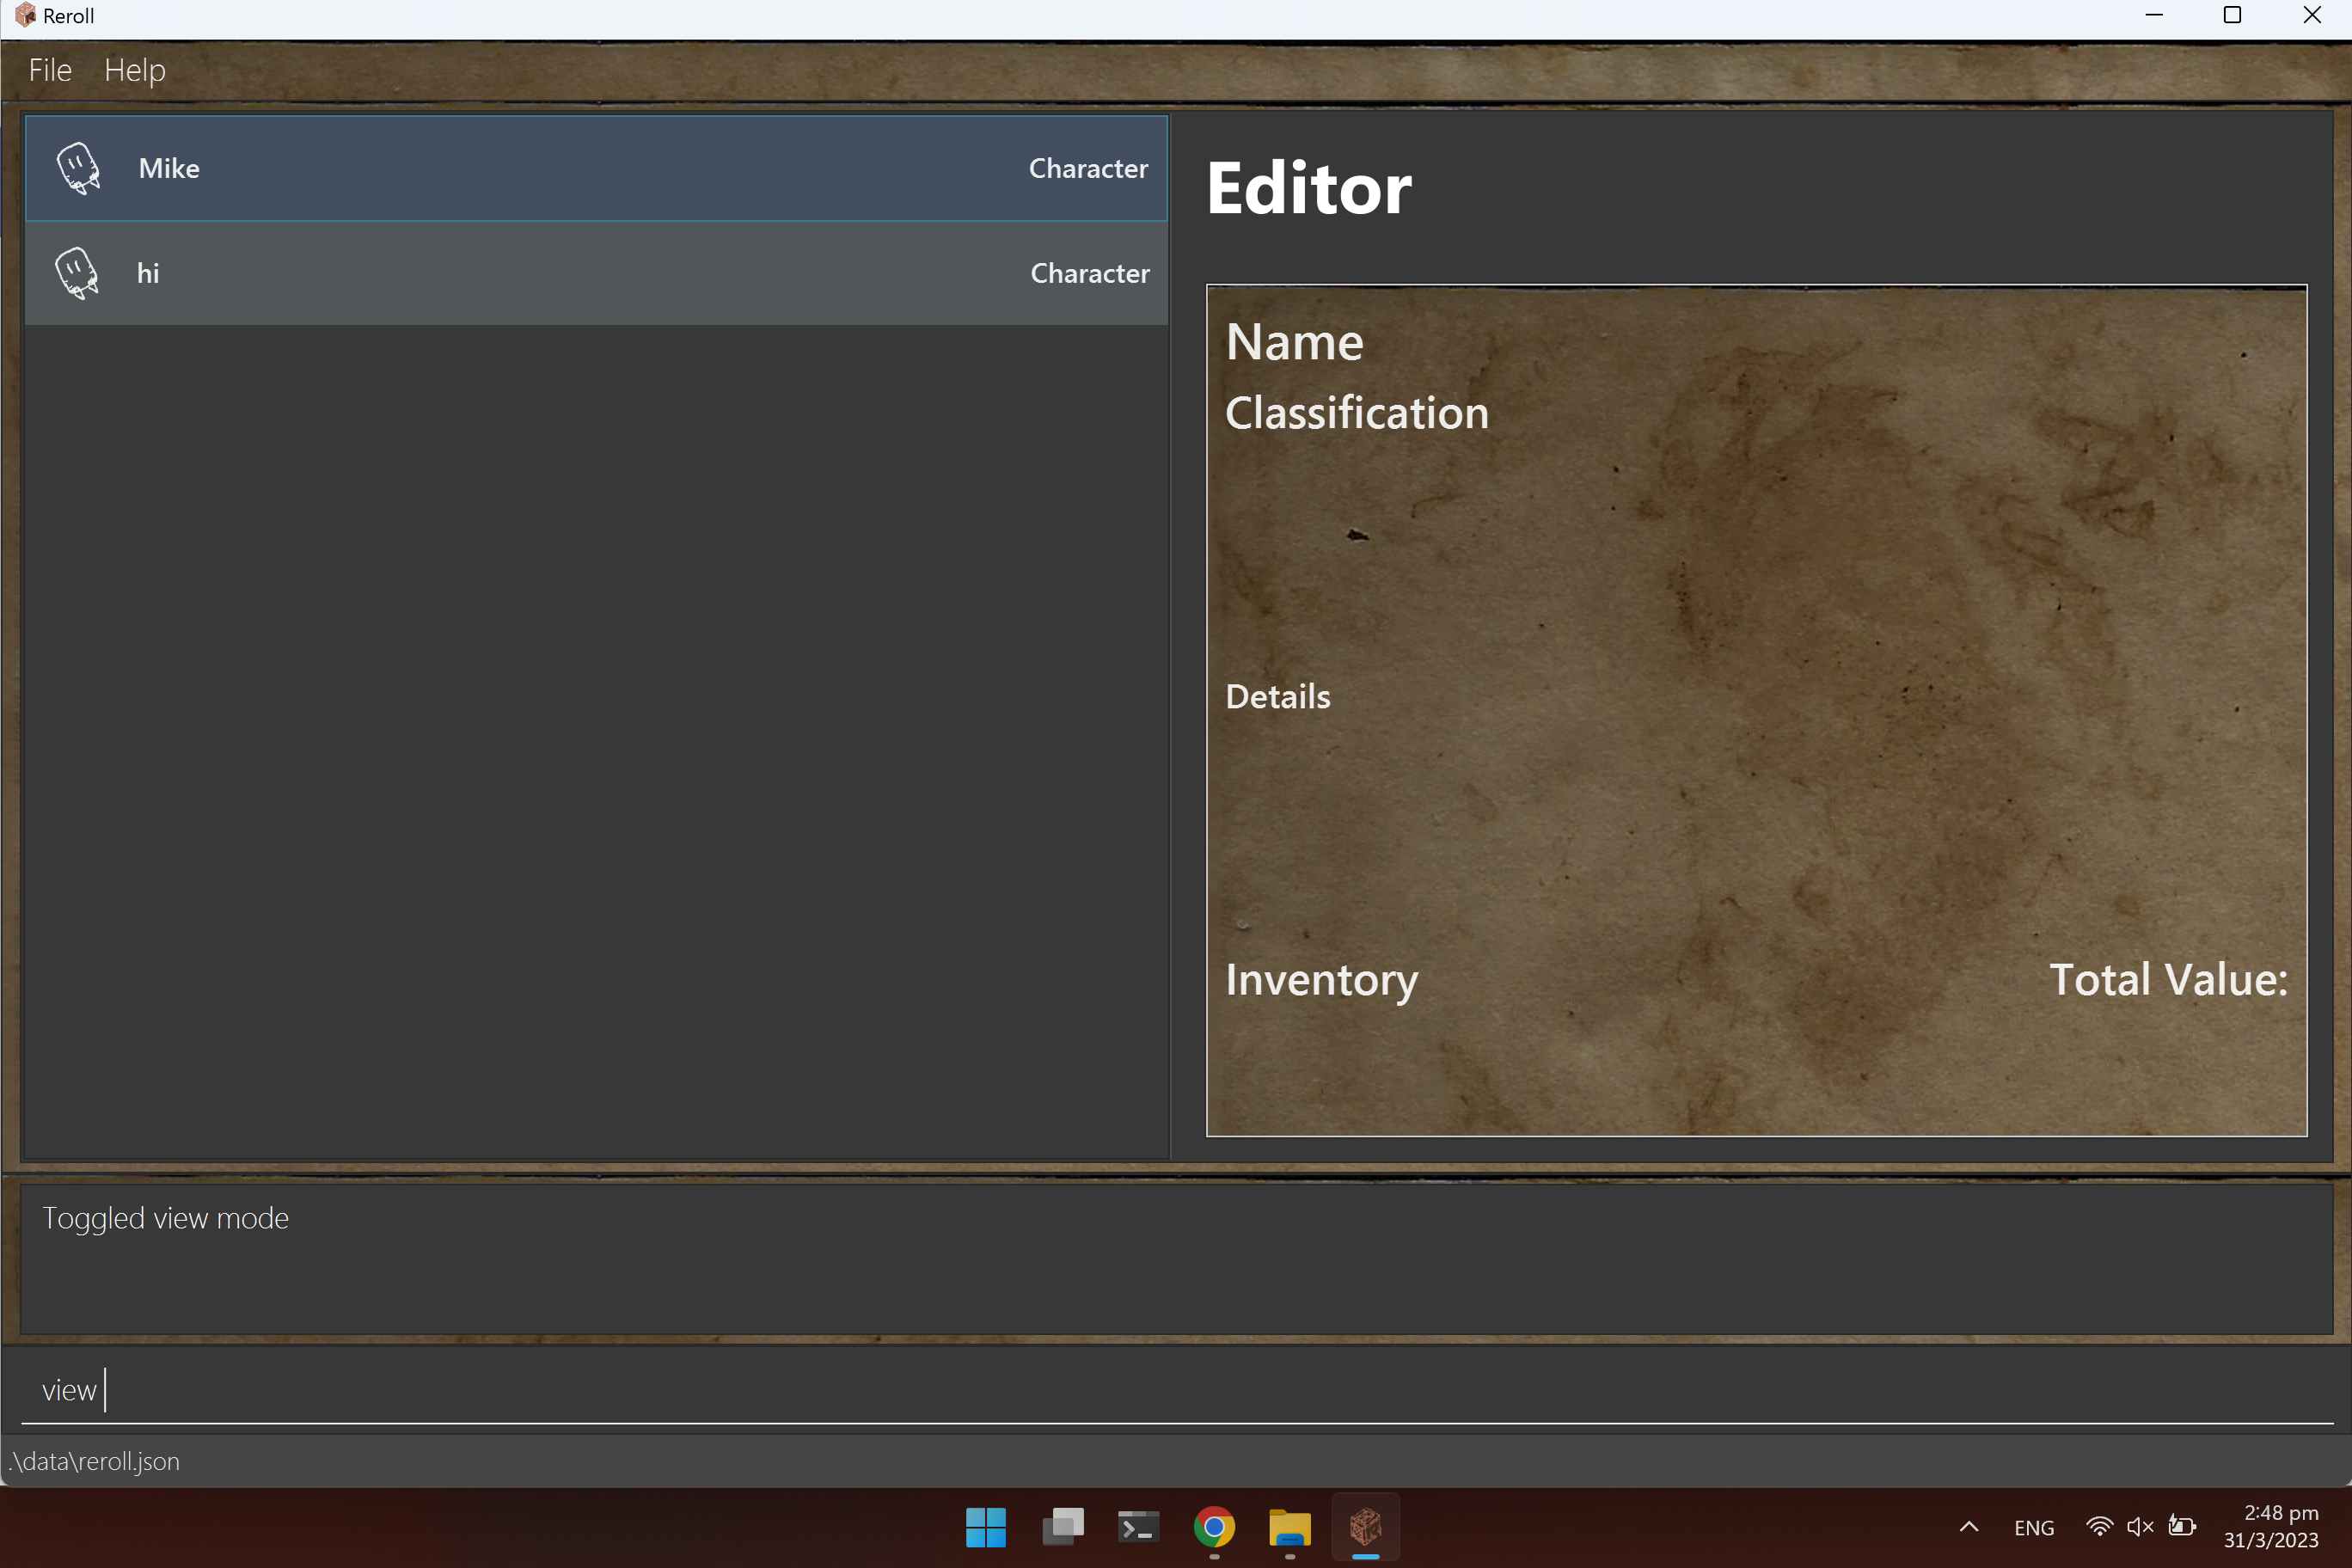 Reroll
File Help
Mike Character
hi Character
Editor
Name
Classification
Details
Inventory Total Value:
Toggled view mode
view
.\data\reroll.json
ENG
2:48 pm
31/3/2023